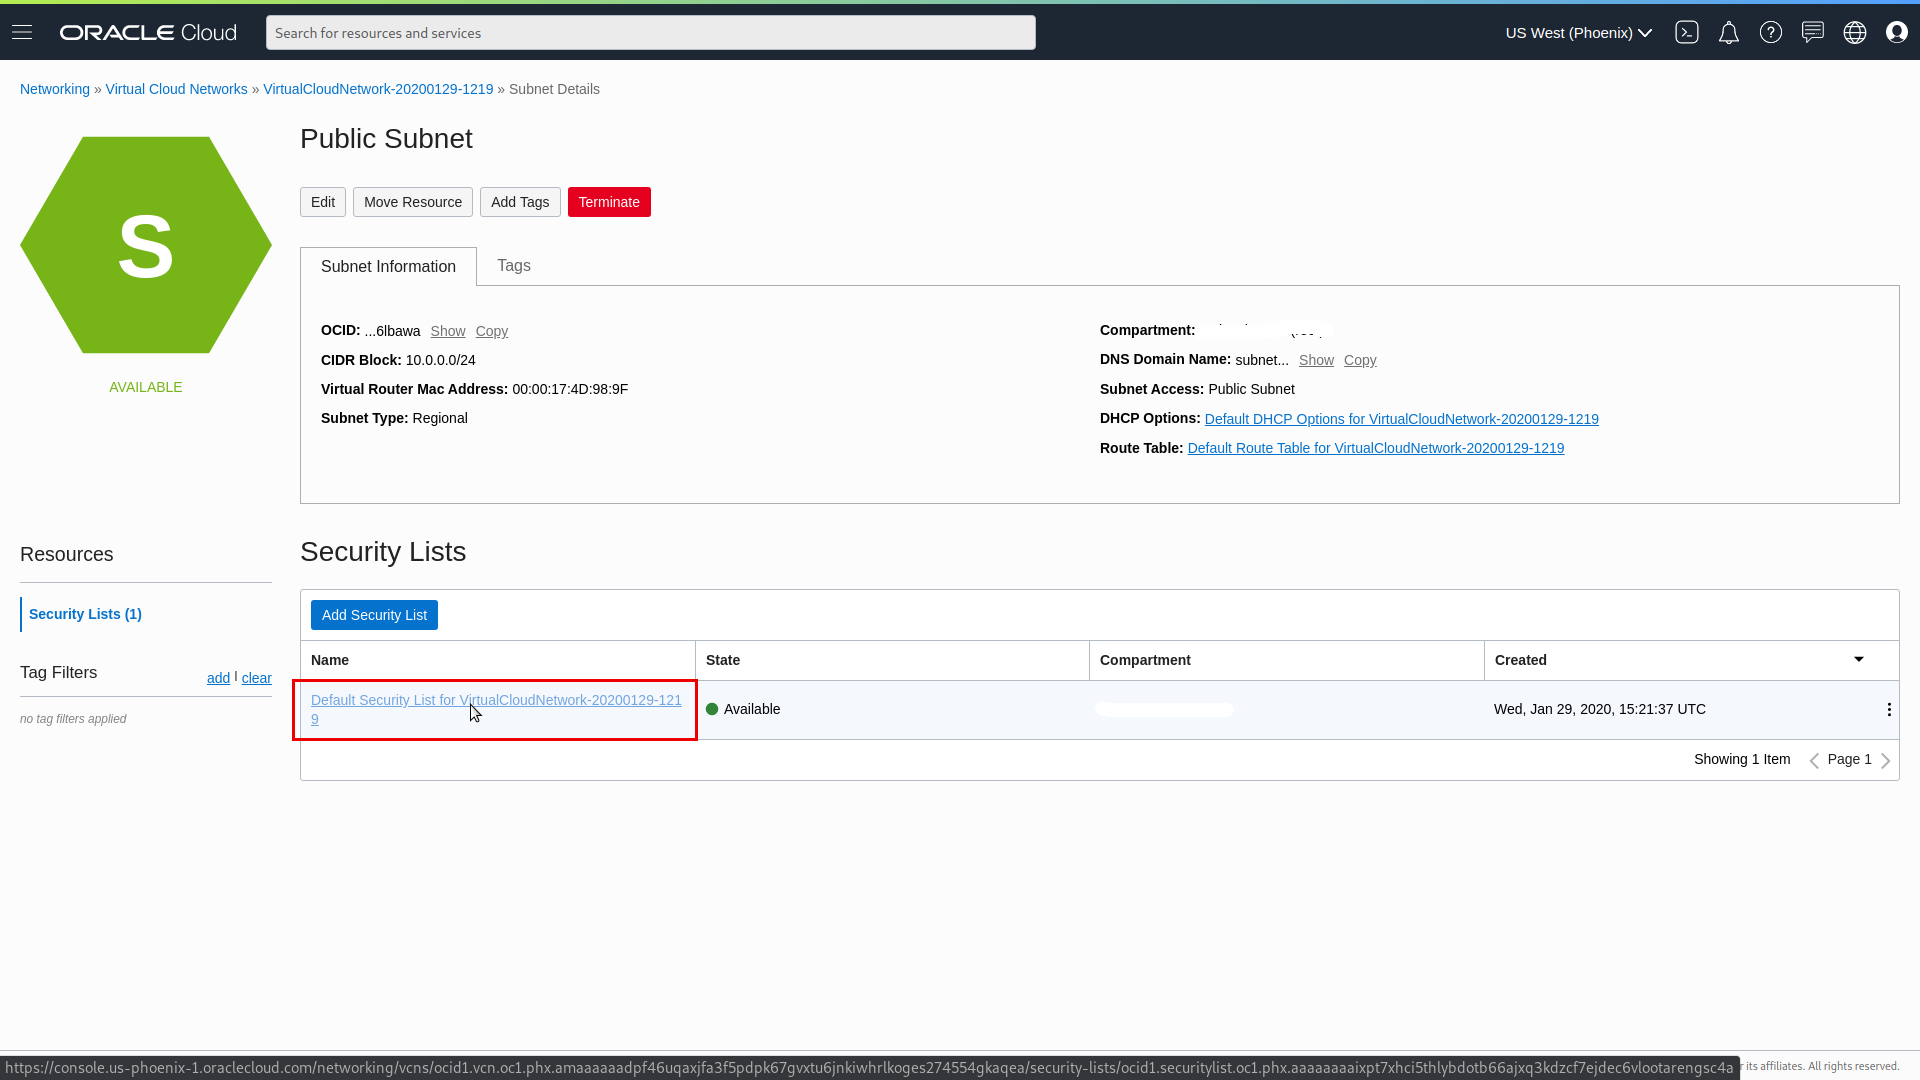 ORACLE Cloud
Search for resources and services
US West (Phoenix)
Networking » Virtual Cloud Networks » VirtualCloudNetwork-20200129-1219 » Subnet Details
S
AVAILABLE
Public Subnet
Edit
Move Resource
Add Tags
Terminate
Subnet Information
Tags
OCID: ...6lbawa Show Copy
CIDR Block: 10.0.0.0/24
Virtual Router Mac Address: 00:00:17:4D:98:9F
Subnet Type: Regional
Compartment:
DNS Domain Name: subnet... Show Copy
Subnet Access: Public Subnet
DHCP Options: Default DHCP Options for VirtualCloudNetwork-20200129-1219
Route Table: Default Route Table for VirtualCloudNetwork-20200129-1219
Resources
Security Lists (1)
Tag Filters add | clear
no tag filters applied
Security Lists
Add Security List
Name State Compartment Created
Default Security List for VirtualCloudNetwork-20200129-121
9
Available
Wed, Jan 29, 2020, 15:21:37 UTC
Showing 1 Item Page 1
https://console.us-phoenix-1.oraclecloud.com/networking/vcns/ocid1.vcn.oc1.phx.amaaaaaadpf46uqaxjfa3f5pdpk67gvxtu6jnkiwhrlkoges274554gkaqea/security-lists/ocid1.securitylist.oc1.phx.aaaaaaaaixpt7xhci5thlybdotb66ajxq3kdzcf7ejdec6vlootarengsc4a
its affiliates. All rights reserved.